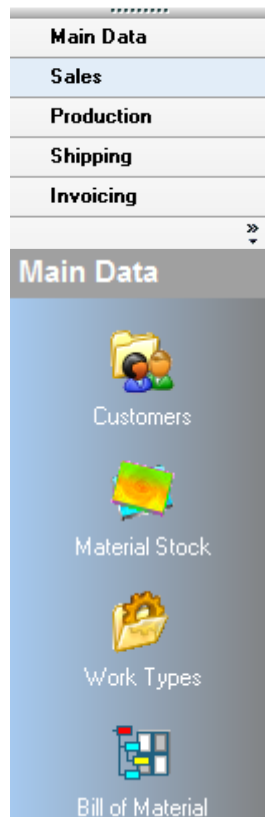 Main Data
Sales
Production
Shipping
Invoicing
Main Data
Customers
Material Stock
Work Types
Bill of Material